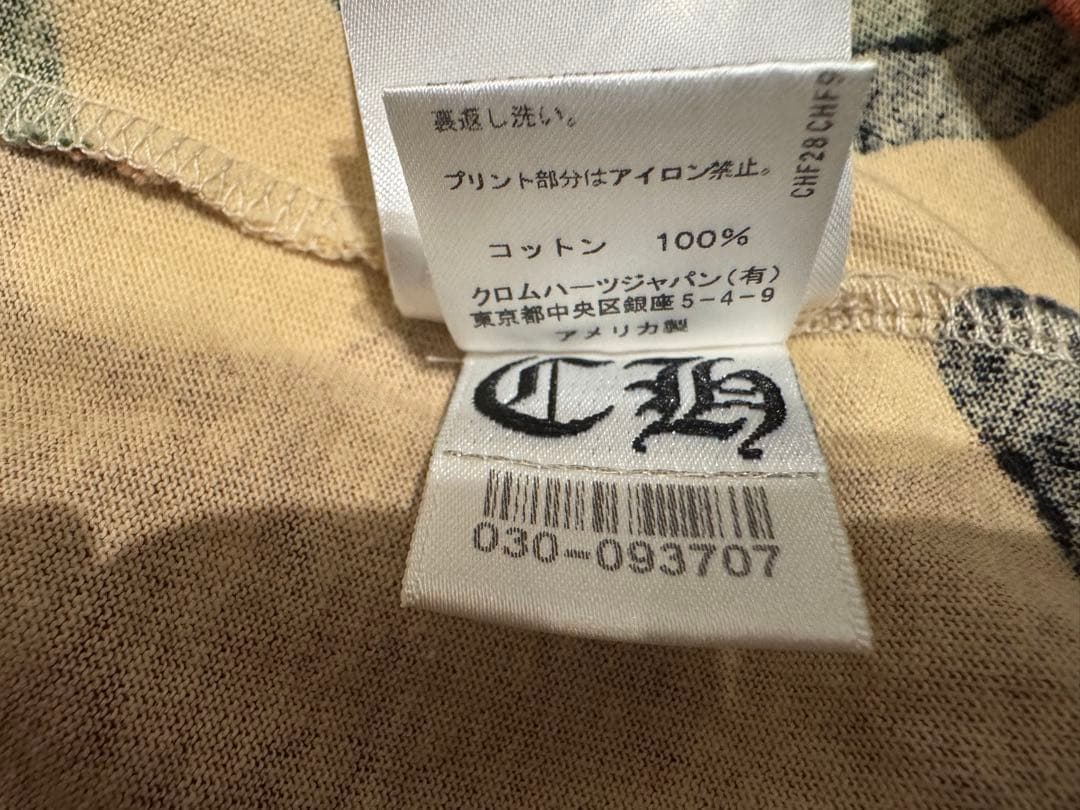 裏返し洗い。
プリント部分はアイロン禁止。
コットン 100%
クロムハーツジャパン(有)
東京都中央区銀座5-4-9
アメリカ製
CHF28CHF9
CH
030-093707